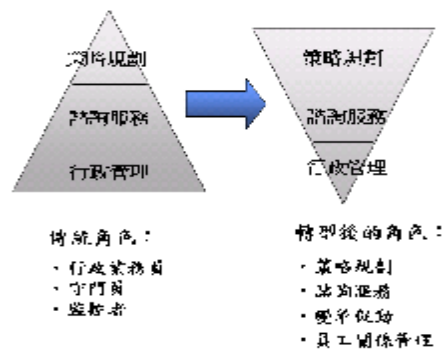 策略規劃
諮詢服務
行政管理
策略規劃
諮詢服務
行政管理
傳統角色：
・行政業務員
・守門員
・監控者
轉型後的角色：
・策略規劃
・諮詢服務
・變革促動
・員工關係管理